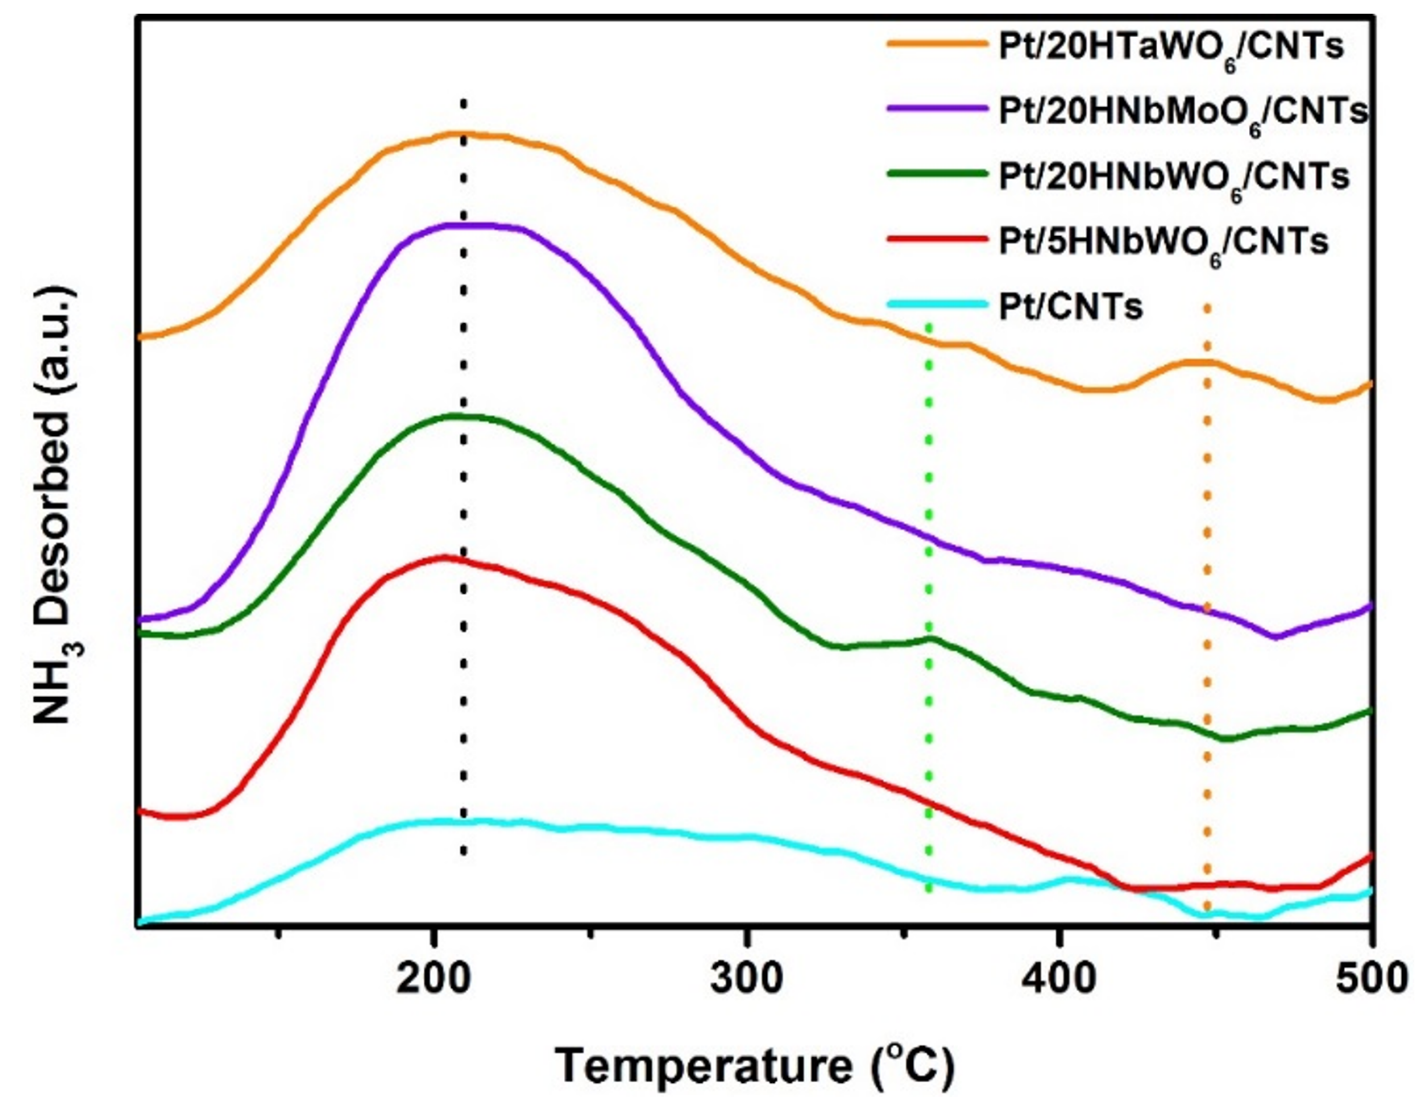 Pt/20HTaWO₆/CNTs
Pt/20HNbMoO₆/CNTs
Pt/20HNbWO₆/CNTs
Pt/5HNbWO₆/CNTs
Pt/CNTs
NH₃ Desorbed (a.u.)
200 300 400 500
Temperature (°C)